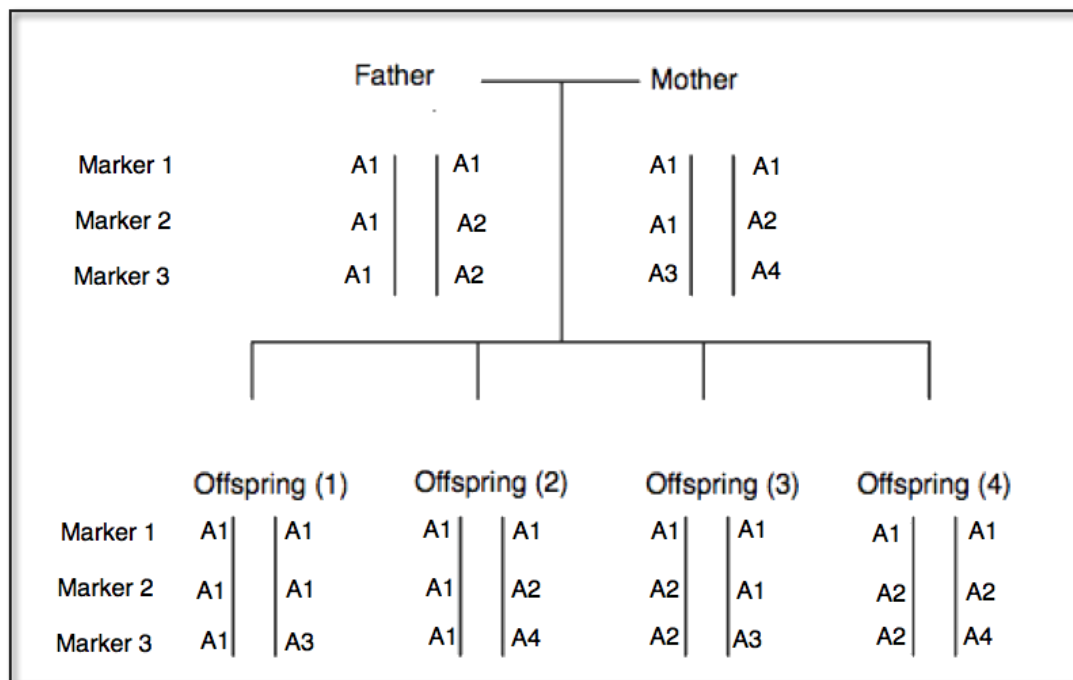 Father Mother
Marker 1 A1 A1 A1 A1
Marker 2 A1 A2 A1 A2
Marker 3 A1 A2 A3 A4
Offspring (1) Offspring (2) Offspring (3) Offspring (4)
Marker 1 A1 A1 A1 A1 A1 A1 A1 A1
Marker 2 A1 A1 A1 A2 A2 A1 A2 A2
Marker 3 A1 A3 A1 A4 A2 A3 A2 A4